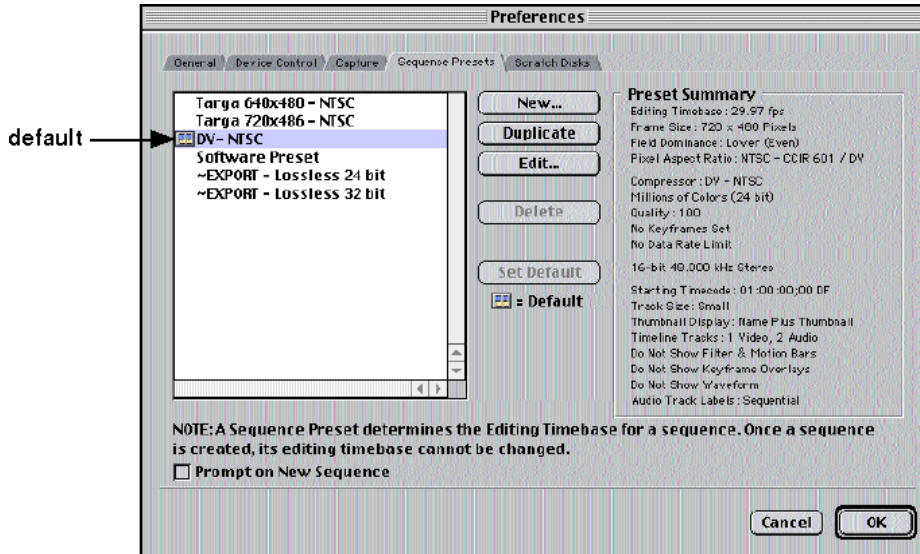 Preferences
General
Device Control
Capture
Sequence Presets
Scratch Disks
default
Targa 640x480 - NTSC
Targa 720x486 - NTSC
DV- NTSC
Software Preset
~EXPORT - Lossless 24 bit
~EXPORT - Lossless 32 bit
New...
Duplicate
Edit...
Delete
Set Default
= Default
Preset Summary
Editing Timebase : 29.97 fps
Frame Size : 720 x 480 Pixels
Field Dominance : Lower (Even)
Pixel Aspect Ratio : NTSC - CCIR 601 / DV
Compressor : DV - NTSC
Millions of Colors (24 bit)
Quality : 100
No Keyframes Set
No Data Rate Limit
16-bit 48.000 kHz Stereo
Starting Timecode : 01:00:00;00 DF
Track Size : Small
Thumbnail Display : Name Plus Thumbnail
Timeline Tracks : 1 Video, 2 Audio
Do Not Show Filter & Motion Bars
Do Not Show Keyframe Overlays
Do Not Show Waveform
Audio Track Labels : Sequential
NOTE: A Sequence Preset determines the Editing Timebase for a sequence. Once a sequence
is created, its editing timebase cannot be changed.
Prompt on New Sequence
Cancel
OK